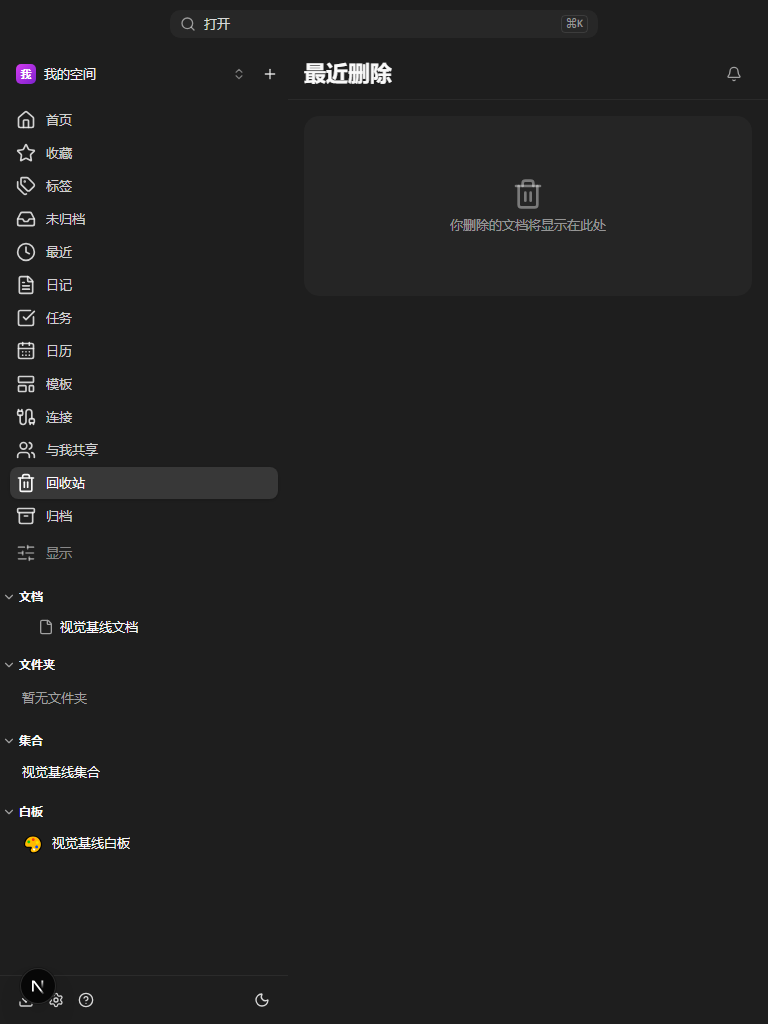 打开
⌘K
我 我的空间
最近删除
首页
收藏
标签
未归档
最近
日记
任务
日历
模板
连接
与我共享
回收站
归档
显示
你删除的文档将显示在此处
文档
视觉基线文档
文件夹
暂无文件夹
集合
视觉基线集合
白板
视觉基线白板
N